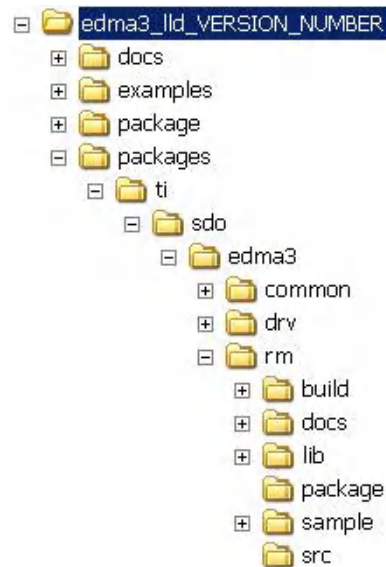 edma3_lld_VERSION_NUMBER
docs
examples
package
packages
ti
sdo
edma3
common
drv
rm
build
docs
lib
package
sample
src